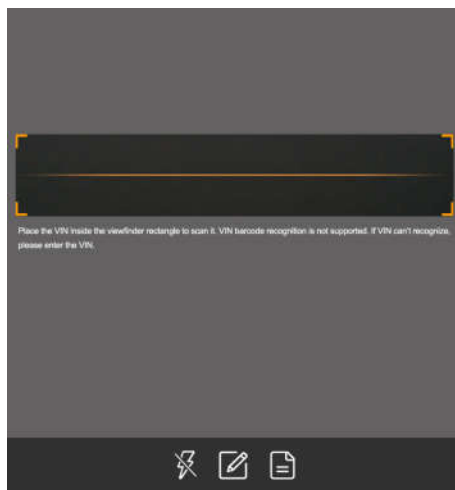 Place the VIN inside the viewfinder rectangle to scan it. VIN barcode recognition is not supported. If VIN can't recognize,
please enter the VIN.